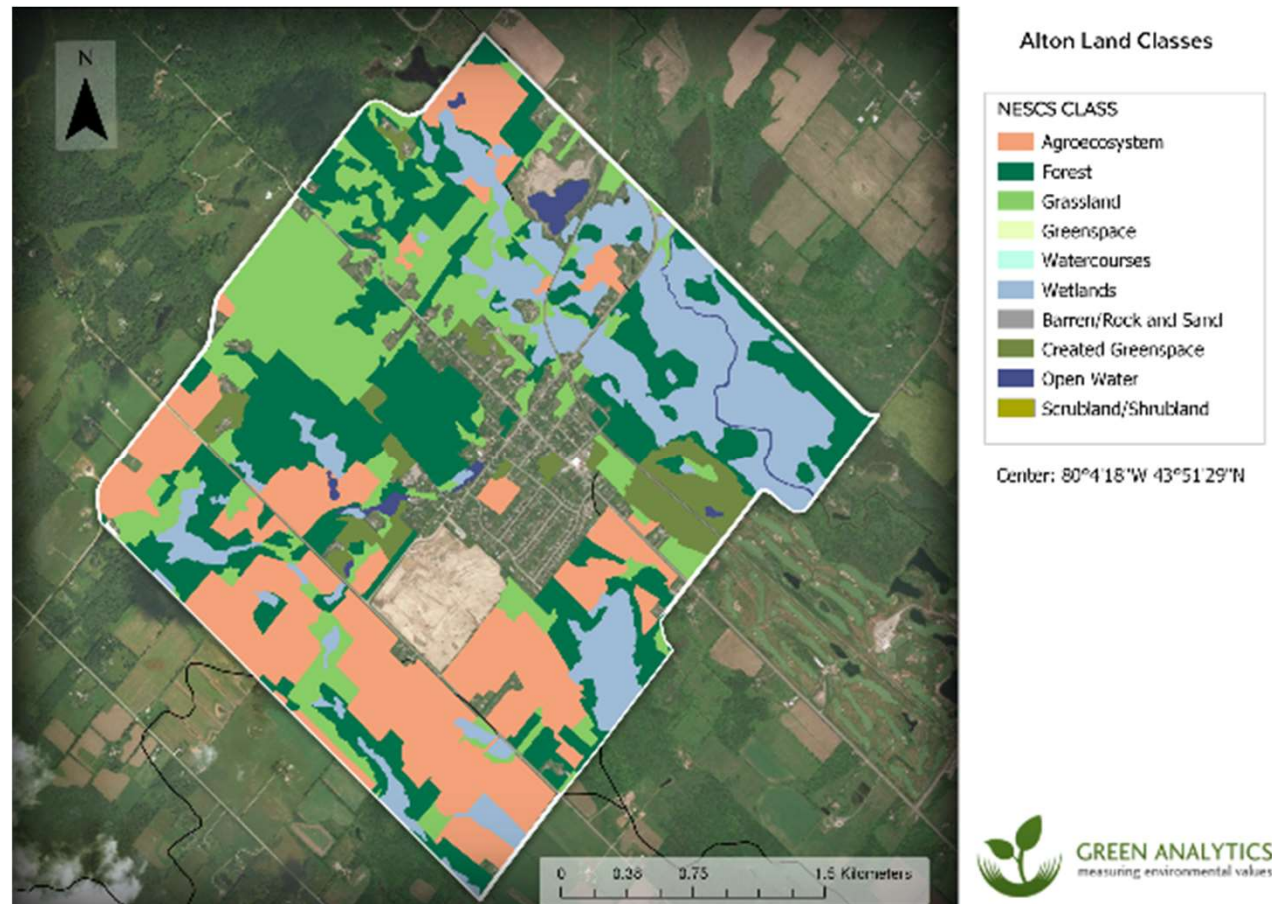 N
Alton Land Classes
NESCS CLASS
Agroecosystem
Forest
Grassland
Greenspace
Watercourses
Wetlands
Barren/Rock and Sand
Created Greenspace
Open Water
Scrubland/Shrubland
Center: 80°4'18"W 43°51'29"N
0 0.38 0.75 1.5 Kilometers
GREEN ANALYTICS
measuring environmental values